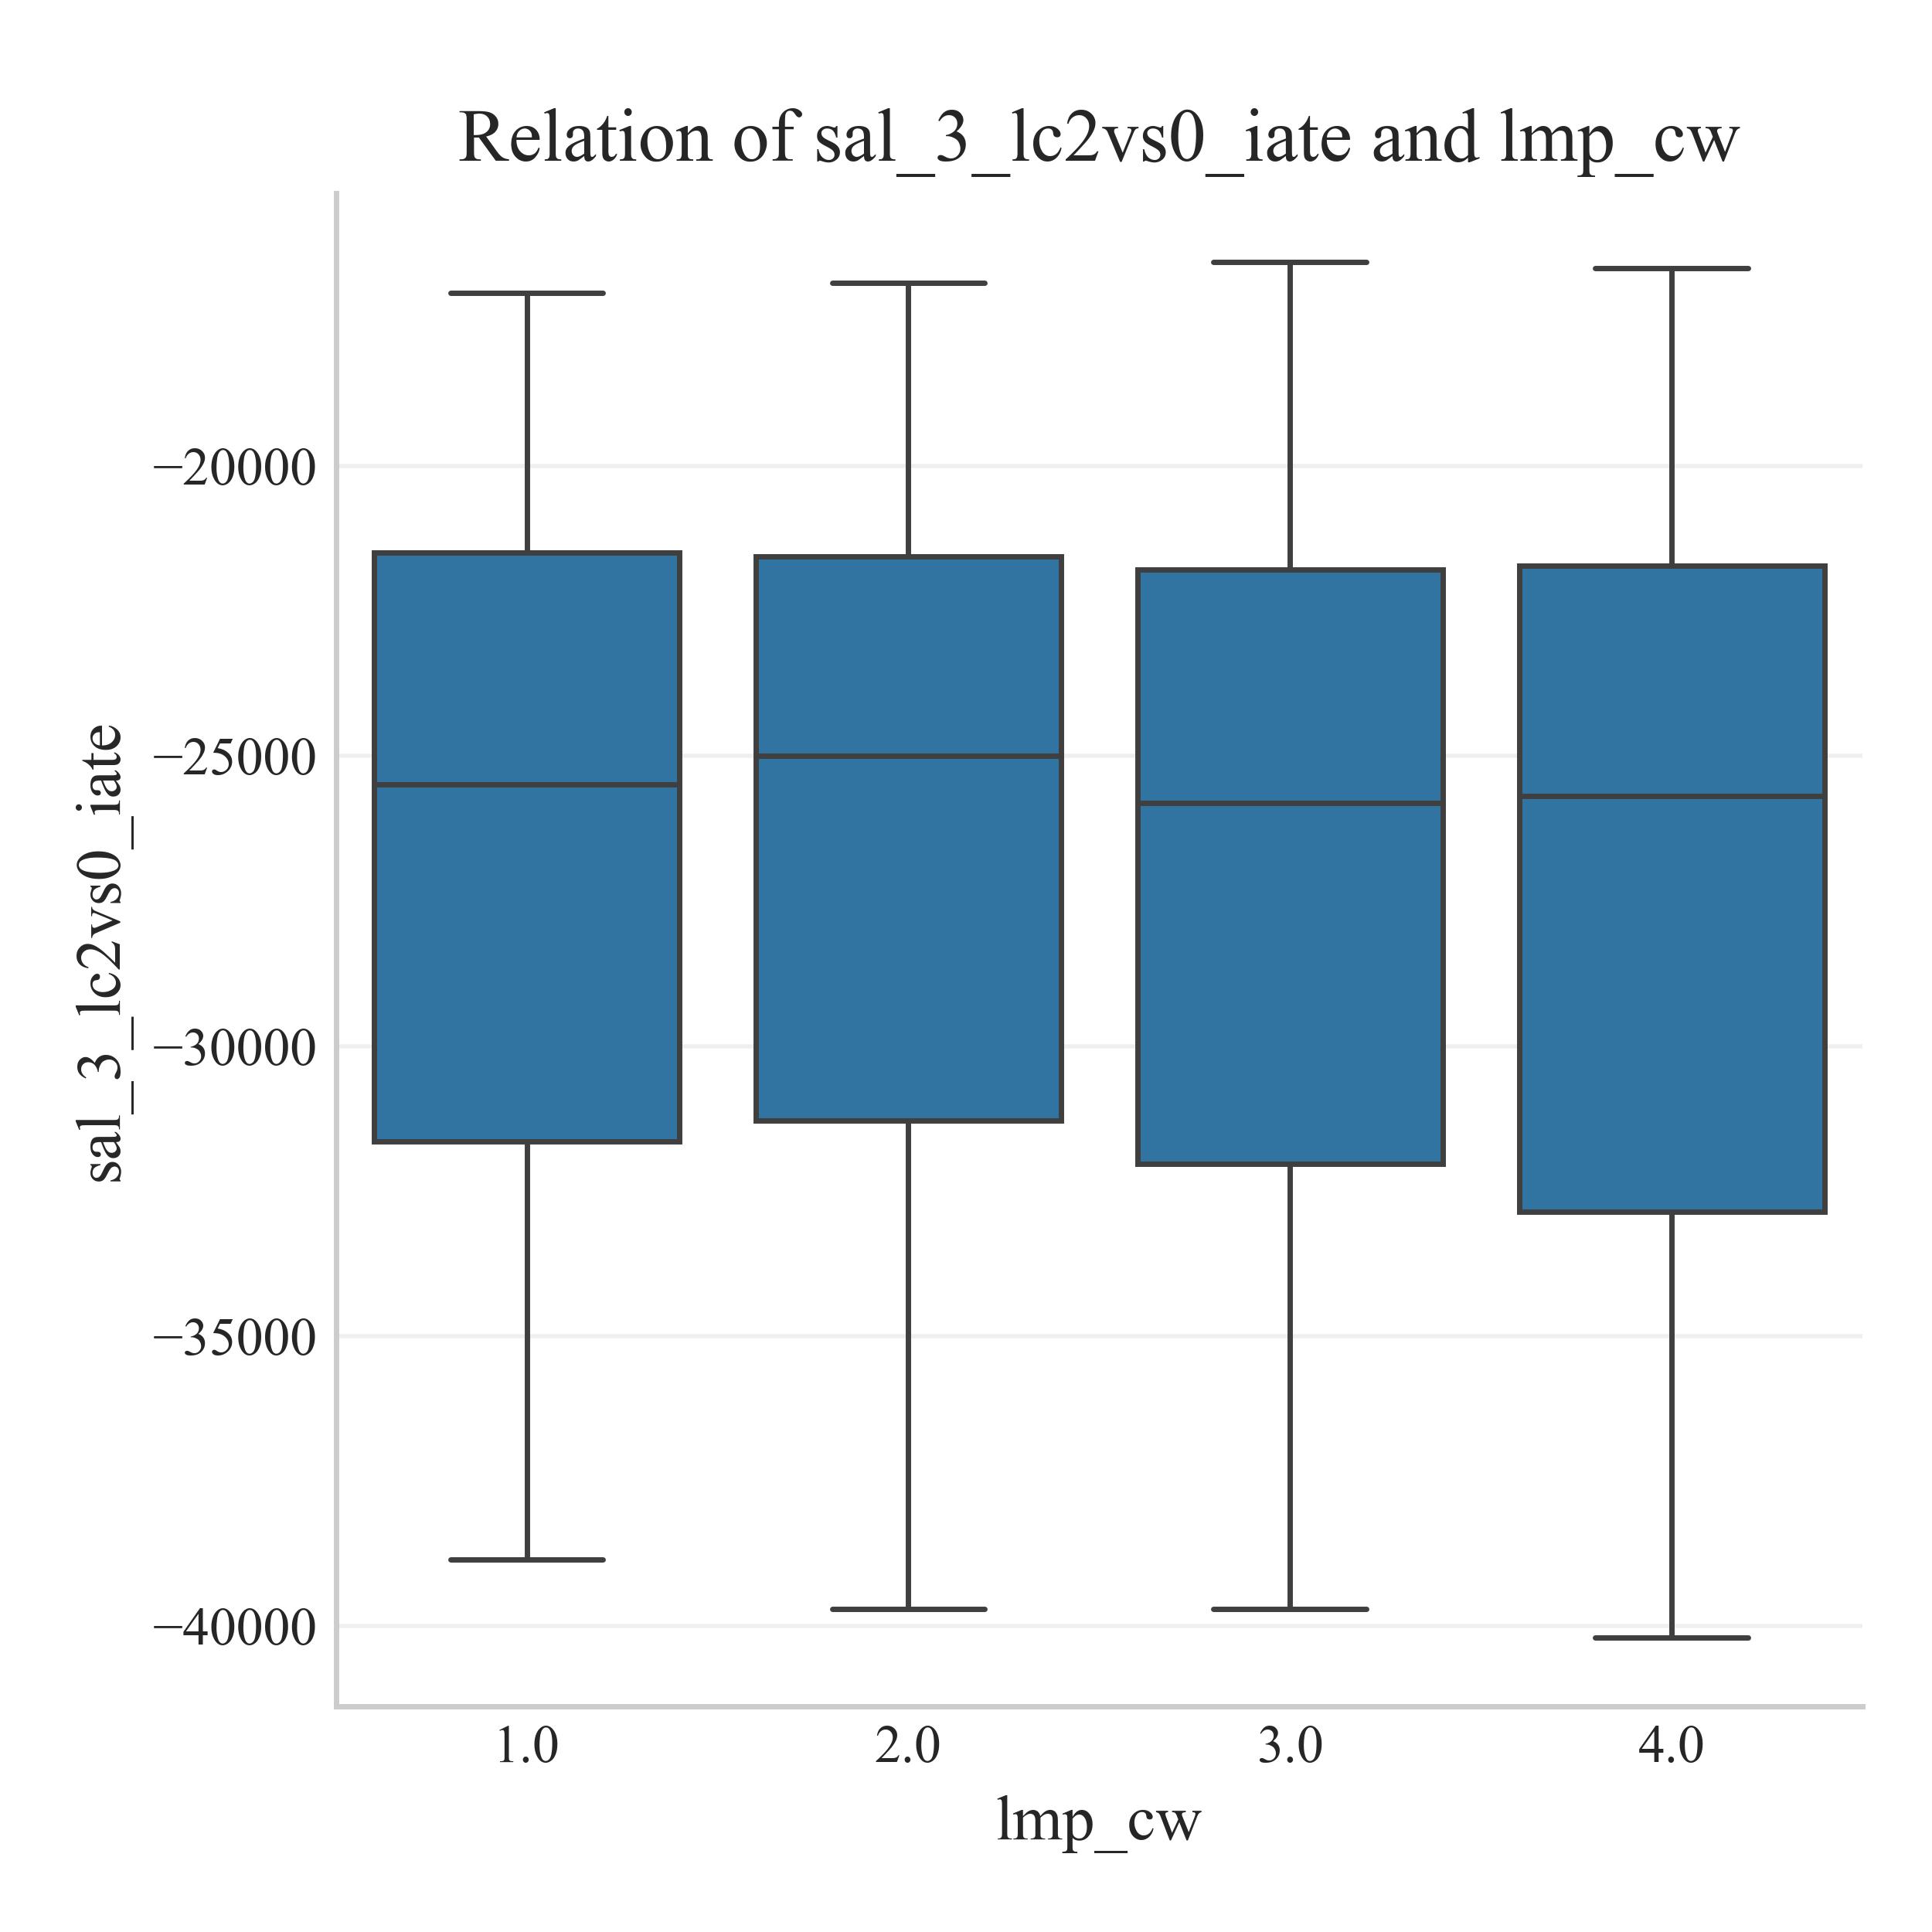 Relation of sal_3_lc2vs0_iate and lmp_cw
sal_3_lc2vs0_iate
−20000
−25000
−30000
−35000
−40000
1.0 2.0 3.0 4.0
lmp_cw